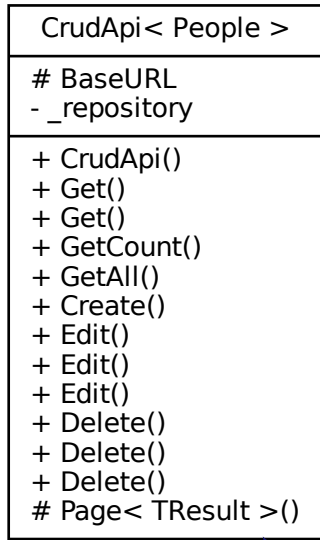 CrudApi< People >
# BaseURL
- _repository
+ CrudApi()
+ Get()
+ Get()
+ GetCount()
+ GetAll()
+ Create()
+ Edit()
+ Edit()
+ Edit()
+ Delete()
+ Delete()
+ Delete()
# Page< TResult >()